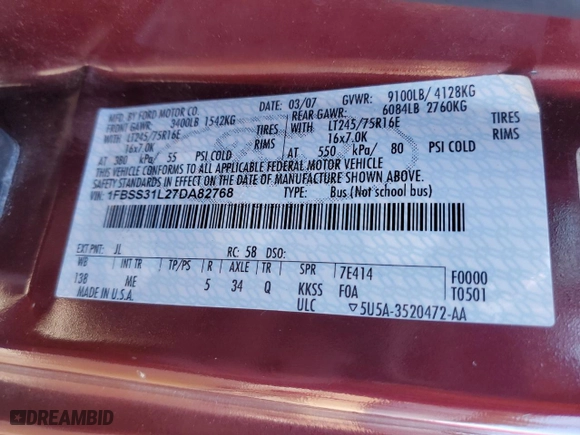 MFD. BY FORD MOTOR CO.
DATE: 03/07 GVWR: 9100LB/ 4128KG
FRONT GAWR: 3400LB 1542KG REAR GAWR: 6084LB 2760KG
WITH LT245/75R16E TIRES WITH LT245/75R16E TIRES
16x7.0K RIMS 16x7.0K RIMS
AT 380 kPa/ 55 PSI COLD AT 550 kPa/ 80 PSI COLD
THIS VEHICLE CONFORMS TO ALL APPLICABLE FEDERAL MOTOR VEHICLE
SAFETY STANDARDS IN EFFECT ON THE DATE OF MANUFACTURE SHOWN ABOVE.
VIN: 1FBSS31L27DA82768 TYPE: Bus (Not school bus)
EXT PNT: JL RC: 58 DSO:
WB INT TR TP/PS R AXLE TR SPR 7E414 F0000
138 ME 5 34 Q KKSS F0A T0501
MADE IN U.S.A. ULC ▽5U5A-3520472-AA
DREAMBID